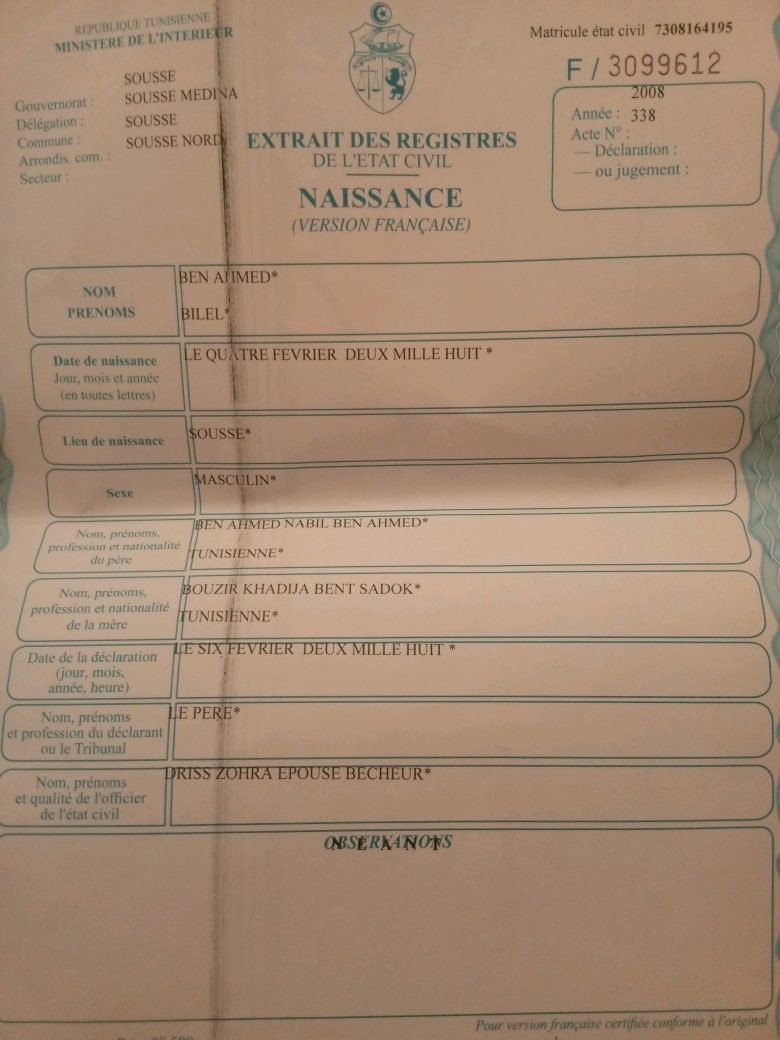 REPUBLIQUE TUNISIENNE
MINISTERE DE L'INTERIEUR
Gouvernorat : SOUSSE
Délégation : SOUSSE MEDINA
Commune : SOUSSE
Arrondis. com. : SOUSSE NORD
Secteur :
Matricule état civil 7308164195
F / 3099612
Année : 2008
Acte N° : 338
— Déclaration :
— ou jugement :
EXTRAIT DES REGISTRES
DE L'ETAT CIVIL
NAISSANCE
(VERSION FRANÇAISE)
NOM BEN AHMED*
PRENOMS BILEL*
Date de naissance LE QUATRE FEVRIER DEUX MILLE HUIT *
Jour, mois et année
(en toutes lettres)
Lieu de naissance SOUSSE*
Sexe MASCULIN*
Nom, prénoms, BEN AHMED NABIL BEN AHMED*
profession et nationalité
du père TUNISIENNE*
Nom, prénoms, BOUZIR KHADIJA BENT SADOK*
profession et nationalité
de la mère TUNISIENNE*
Date de la déclaration LE SIX FEVRIER DEUX MILLE HUIT *
(jour, mois,
année, heure)
Nom, prénoms LE PERE*
et profession du déclarant
ou le Tribunal
Nom, prénoms DRISS ZOHRA EPOUSE BECHEUR*
et qualité de l'officier
de l'état civil
OBSERVATIONS
N E A N T
Pour version française certifiée conforme à l'original